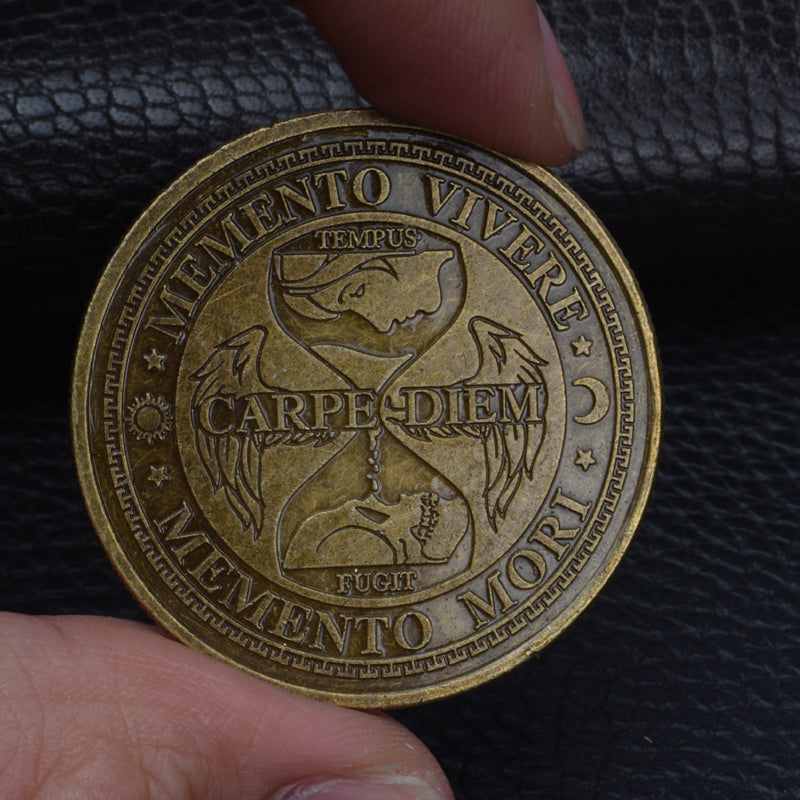 MEMENTO VIVERE
TEMPUS
CARPE DIEM
FUGIT
MEMENTO MORI